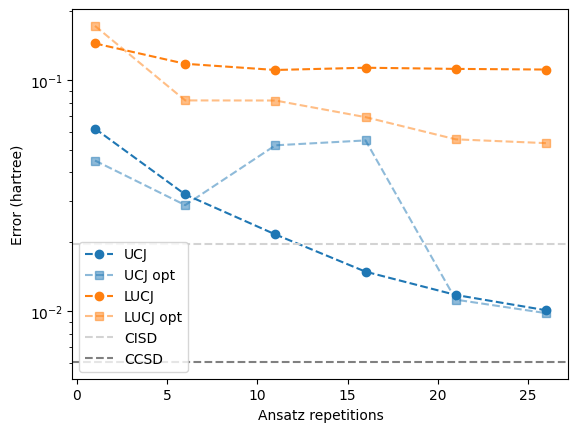 Error (hartree)
10⁻¹
10⁻²
UCJ
UCJ opt
LUCJ
LUCJ opt
CISD
CCSD
0 5 10 15 20 25
Ansatz repetitions